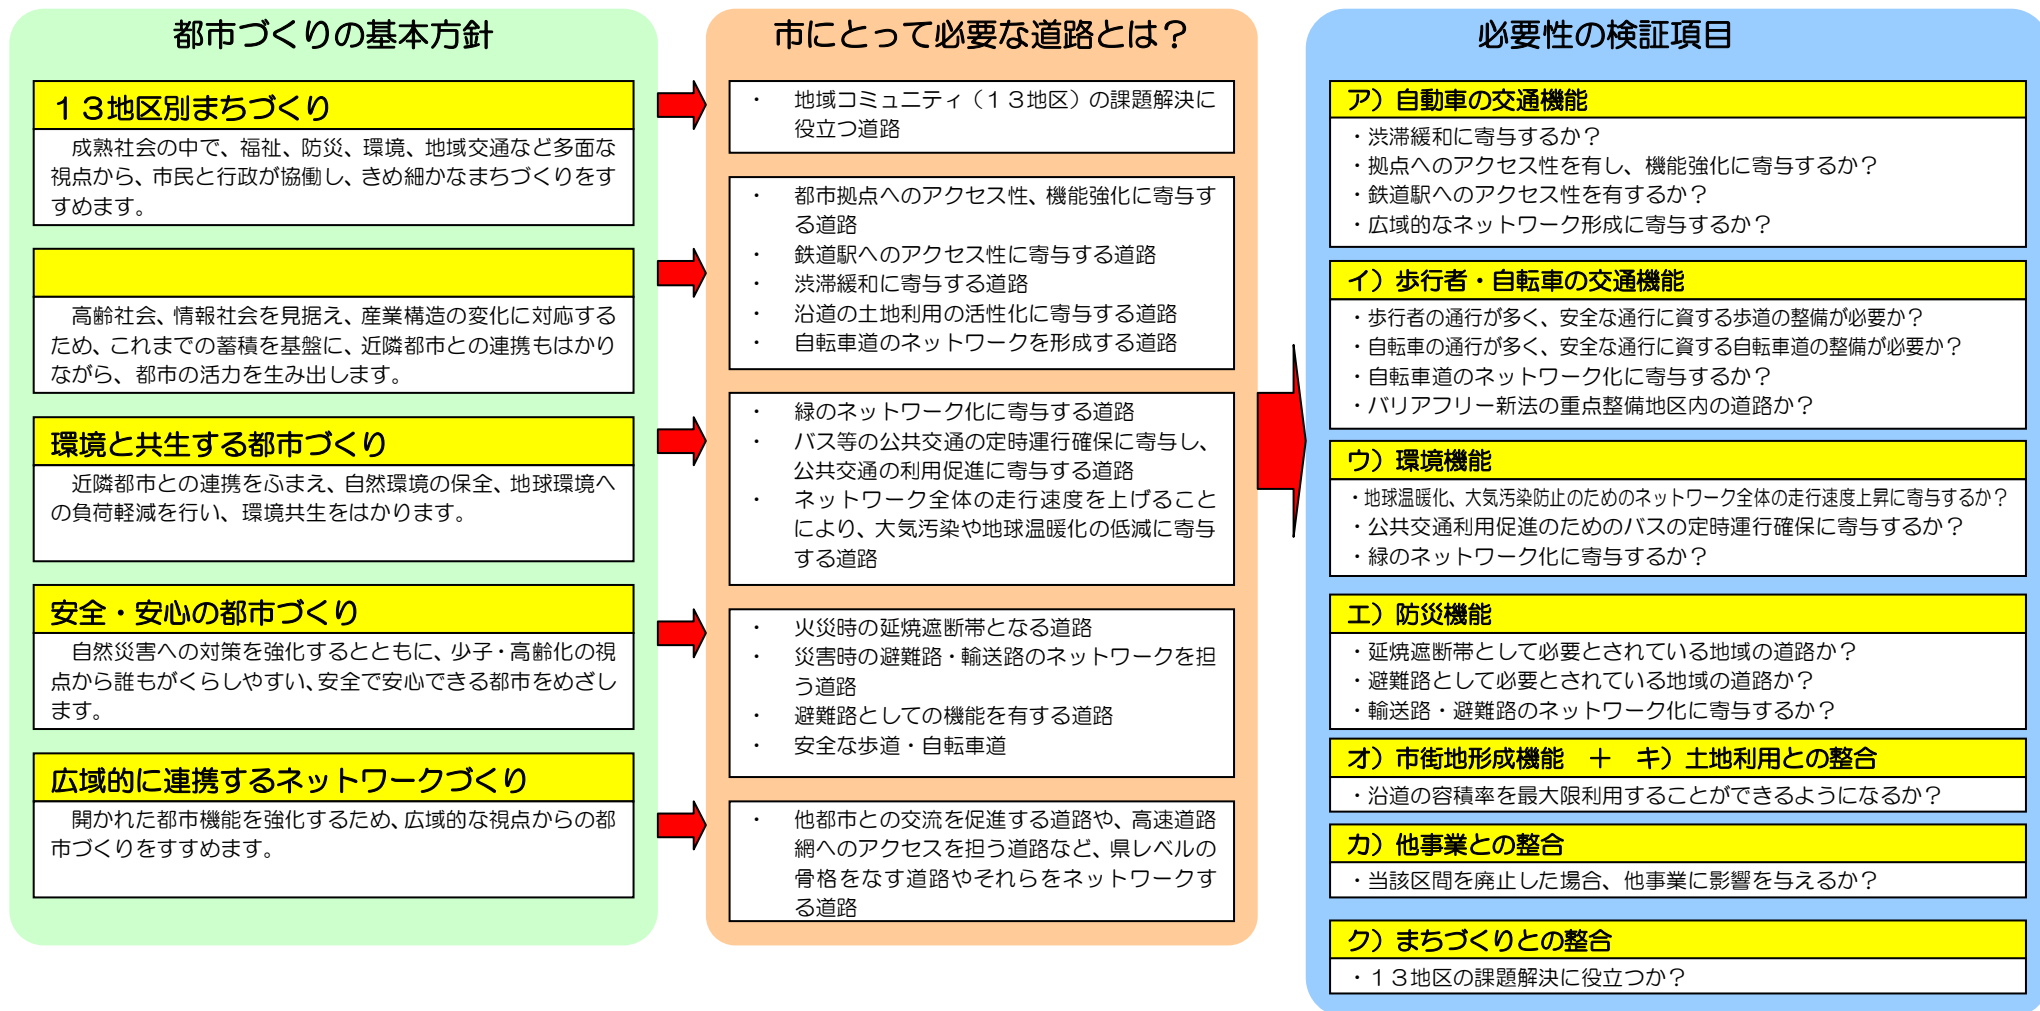 都市づくりの基本方針
１３地区別まちづくり
成熟社会の中で、福祉、防災、環境、地域交通など多面な
視点から、市民と行政が協働し、きめ細かなまちづくりをす
すめます。
高齢社会、情報社会を見据え、産業構造の変化に対応する
ため、これまでの蓄積を基盤に、近隣都市との連携もはかり
ながら、都市の活力を生み出します。
環境と共生する都市づくり
近隣都市との連携をふまえ、自然環境の保全、地球環境へ
の負荷軽減を行い、環境共生をはかります。
安全・安心の都市づくり
自然災害への対策を強化するとともに、少子・高齢化の視
点から誰もがくらしやすい、安全で安心できる都市をめざし
ます。
広域的に連携するネットワークづくり
開かれた都市機能を強化するため、広域的な視点からの都
市づくりをすすめます。
市にとって必要な道路とは？
・ 地域コミュニティ（１３地区）の課題解決に
役立つ道路
・ 都市拠点へのアクセス性、機能強化に寄与す
る道路
・ 鉄道駅へのアクセス性に寄与する道路
・ 渋滞緩和に寄与する道路
・ 沿道の土地利用の活性化に寄与する道路
・ 自転車道のネットワークを形成する道路
・ 緑のネットワーク化に寄与する道路
・ バス等の公共交通の定時運行確保に寄与し、
公共交通の利用促進に寄与する道路
・ ネットワーク全体の走行速度を上げること
により、大気汚染や地球温暖化の低減に寄与
する道路
・ 火災時の延焼遮断帯となる道路
・ 災害時の避難路・輸送路のネットワークを担
う道路
・ 避難路としての機能を有する道路
・ 安全な歩道・自転車道
・ 他都市との交流を促進する道路や、高速道路
網へのアクセスを担う道路など、県レベルの
骨格をなす道路やそれらをネットワークす
る道路
必要性の検証項目
ア）自動車の交通機能
・渋滞緩和に寄与するか？
・拠点へのアクセス性を有し、機能強化に寄与するか？
・鉄道駅へのアクセス性を有するか？
・広域的なネットワーク形成に寄与するか？
イ）歩行者・自転車の交通機能
・歩行者の通行が多く、安全な通行に資する歩道の整備が必要か？
・自転車の通行が多く、安全な通行に資する自転車道の整備が必要か？
・自転車道のネットワーク化に寄与するか？
・バリアフリー新法の重点整備地区内の道路か？
ウ）環境機能
・地球温暖化、大気汚染防止のためのネットワーク全体の走行速度上昇に寄与するか？
・公共交通利用促進のためのバスの定時運行確保に寄与するか？
・緑のネットワーク化に寄与するか？
エ）防災機能
・延焼遮断帯として必要とされている地域の道路か？
・避難路として必要とされている地域の道路か？
・輸送路・避難路のネットワーク化に寄与するか？
オ）市街地形成機能　＋　キ）土地利用との整合
・沿道の容積率を最大限利用することができるようになるか？
カ）他事業との整合
・当該区間を廃止した場合、他事業に影響を与えるか？
ク）まちづくりとの整合
・１３地区の課題解決に役立つか？